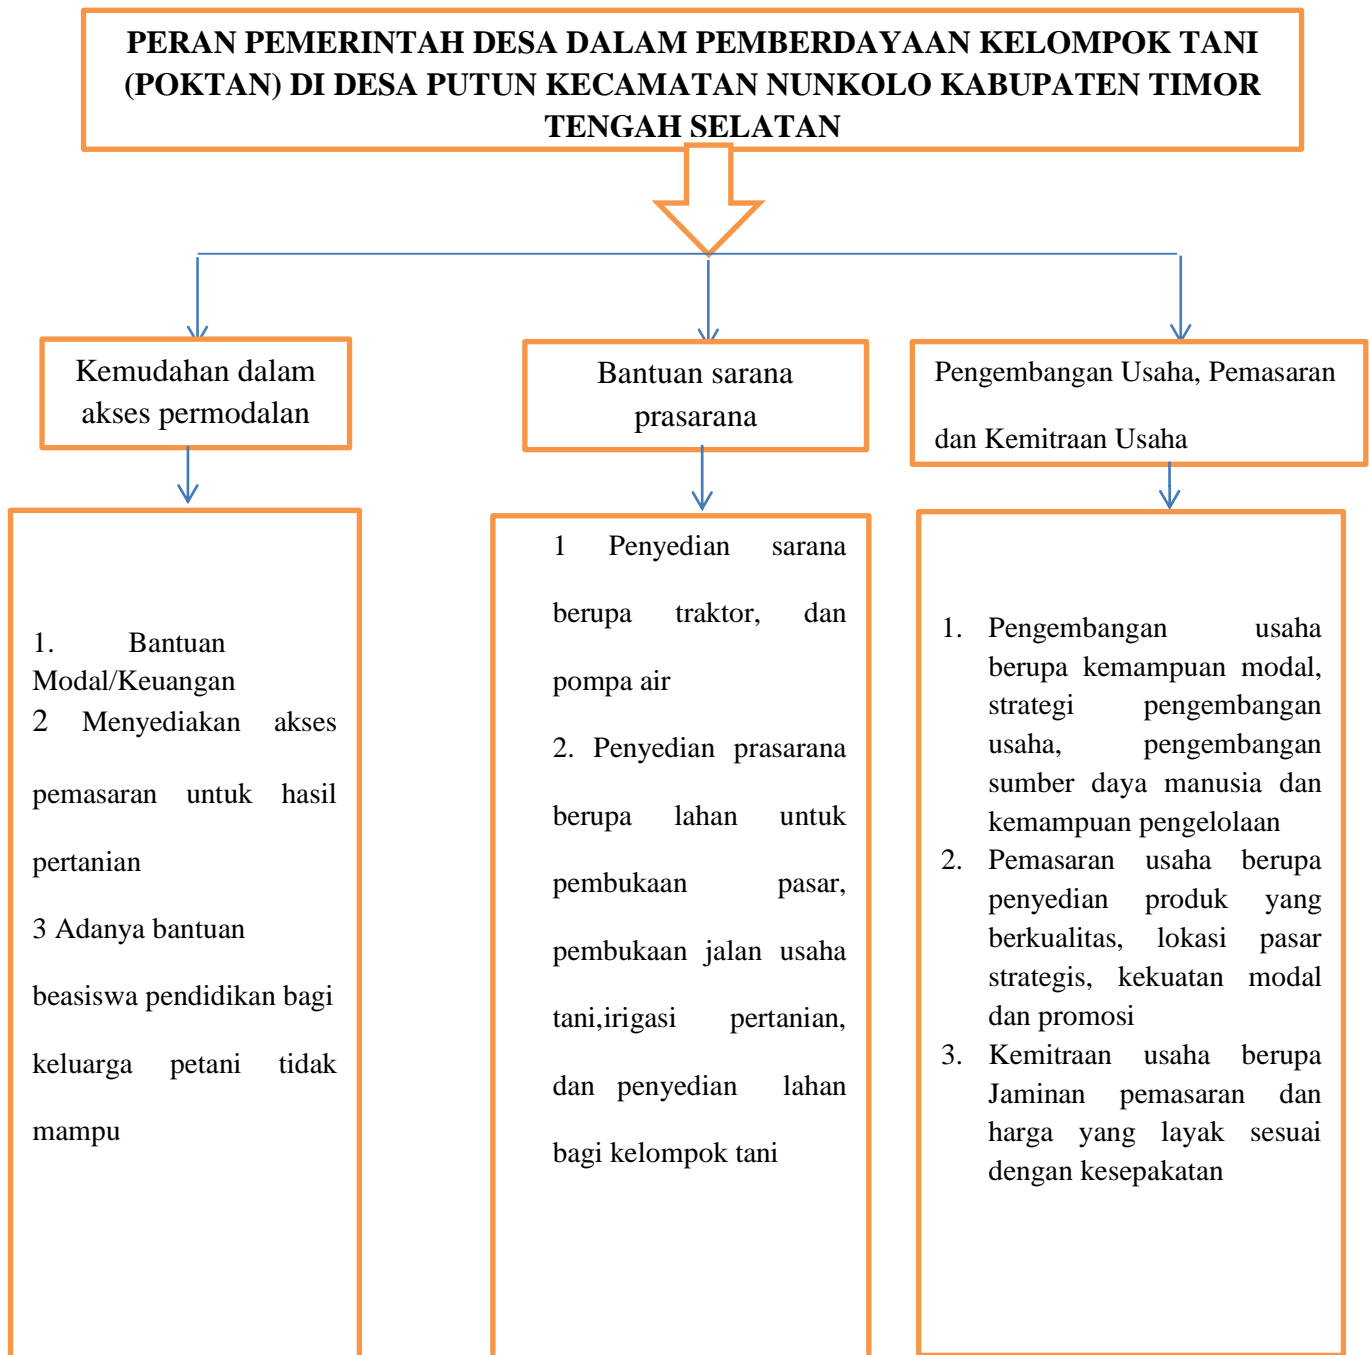 PERAN PEMERINTAH DESA DALAM PEMBERDAYAAN KELOMPOK TANI
(POKTAN) DI DESA PUTUN KECAMATAN NUNKOLO KABUPATEN TIMOR
TENGAH SELATAN
Kemudahan dalam
akses permodalan
Bantuan sarana
prasarana
Pengembangan Usaha, Pemasaran
dan Kemitraan Usaha
1. Bantuan
Modal/Keuangan
2 Menyediakan akses
pemasaran untuk hasil
pertanian
3 Adanya bantuan
beasiswa pendidikan bagi
keluarga petani tidak
mampu
1 Penyedian sarana
berupa traktor, dan
pompa air
2. Penyedian prasarana
berupa lahan untuk
pembukaan pasar,
pembukaan jalan usaha
tani,irigasi pertanian,
dan penyedian lahan
bagi kelompok tani
1. Pengembangan usaha
berupa kemampuan modal,
strategi pengembangan
usaha, pengembangan
sumber daya manusia dan
kemampuan pengelolaan
2. Pemasaran usaha berupa
penyedian produk yang
berkualitas, lokasi pasar
strategis, kekuatan modal
dan promosi
3. Kemitraan usaha berupa
Jaminan pemasaran dan
harga yang layak sesuai
dengan kesepakatan